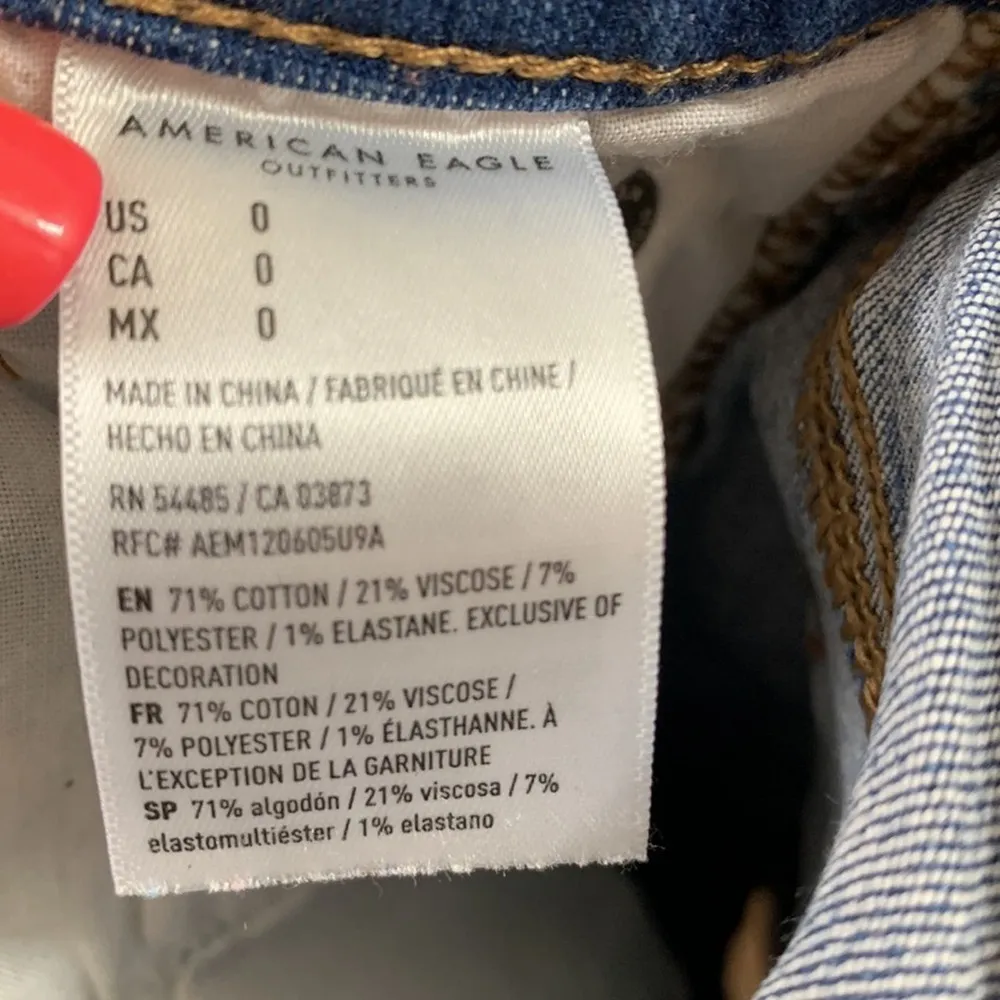 AMERICAN EAGLE
OUTFITTERS
US 0
CA 0
MX 0
MADE IN CHINA / FABRIQUÉ EN CHINE /
HECHO EN CHINA
RN 54485 / CA 03873
RFC# AEM120605U9A
EN 71% COTTON / 21% VISCOSE / 7%
POLYESTER / 1% ELASTANE. EXCLUSIVE OF
DECORATION
FR 71% COTON / 21% VISCOSE /
7% POLYESTER / 1% ÉLASTHANNE. À
L'EXCEPTION DE LA GARNITURE
SP 71% algodón / 21% viscosa / 7%
elastomultiéster / 1% elastano